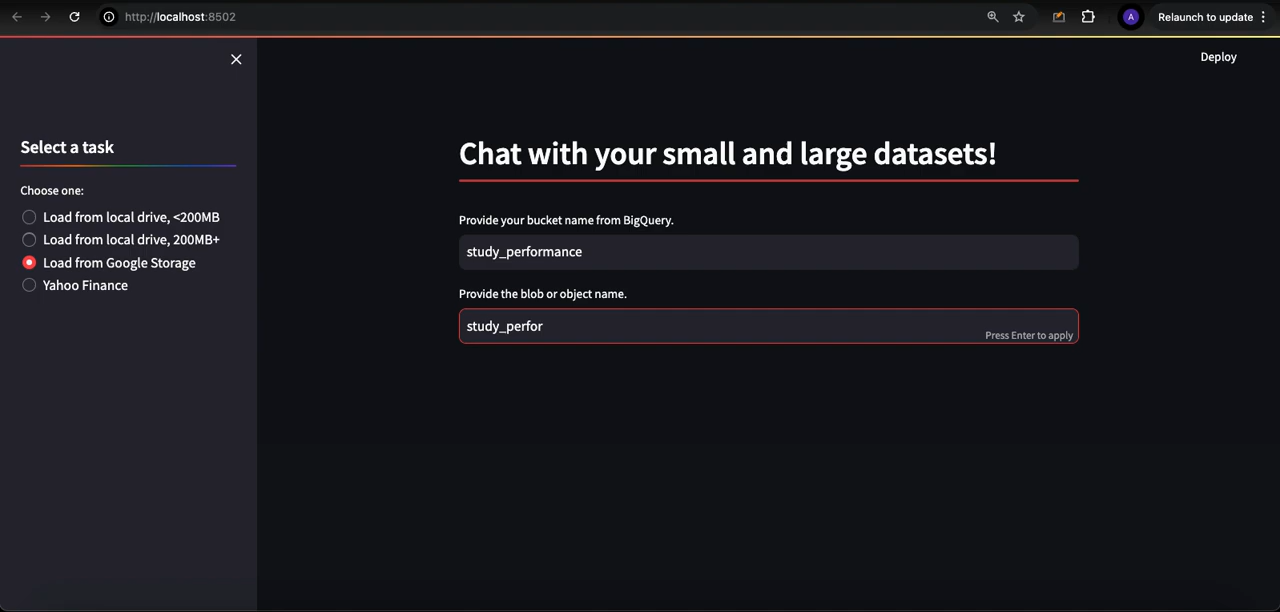 http://localhost:8502
A
Relaunch to update
Deploy
Select a task
Choose one:
Load from local drive, <200MB
Load from local drive, 200MB+
Load from Google Storage
Yahoo Finance
Chat with your small and large datasets!
Provide your bucket name from BigQuery.
study_performance
Provide the blob or object name.
study_perfor
Press Enter to apply